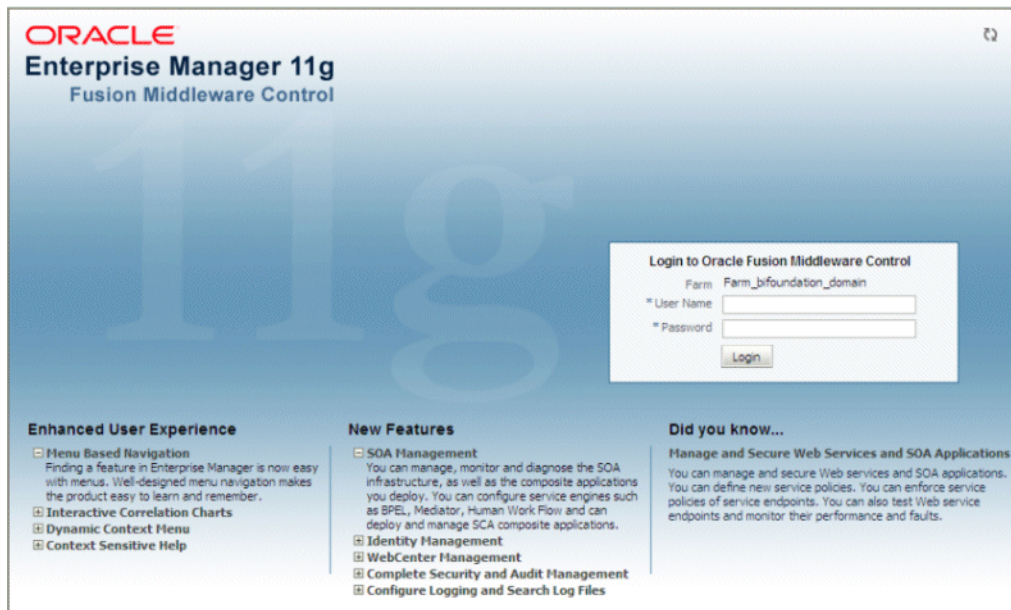 ORACLE
Enterprise Manager 11g
Fusion Middleware Control
11g
Login to Oracle Fusion Middleware Control
Farm Farm_bifoundation_domain
* User Name
* Password
Login
Enhanced User Experience
Menu Based Navigation
Finding a feature in Enterprise Manager is now easy
with menus. Well-designed menu navigation makes
the product easy to learn and remember.
Interactive Correlation Charts
Dynamic Context Menu
Context Sensitive Help
New Features
SOA Management
You can manage, monitor and diagnose the SOA
infrastructure, as well as the composite applications
you deploy. You can configure service engines such
as BPEL, Mediator, Human Work Flow and can
deploy and manage SCA composite applications.
Identity Management
WebCenter Management
Complete Security and Audit Management
Configure Logging and Search Log Files
Did you know...
Manage and Secure Web Services and SOA Applications
You can manage and secure Web services and SOA applications.
You can define new service policies. You can enforce service
policies of service endpoints. You can also test Web service
endpoints and monitor their performance and faults.